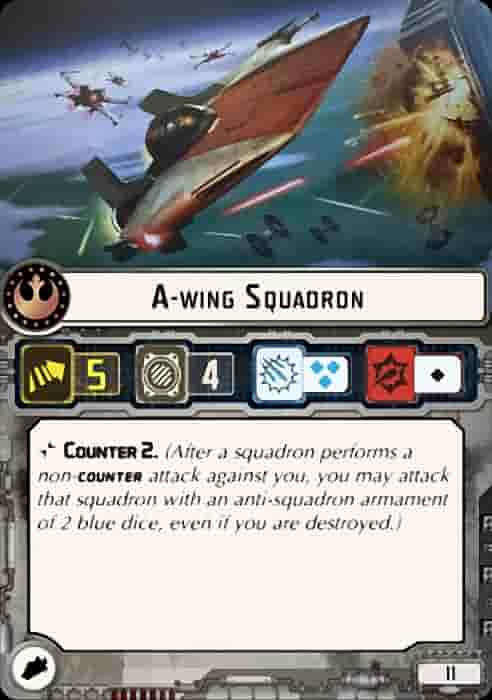 A-WING SQUADRON
5 4
COUNTER 2. (After a squadron performs a
non-COUNTER attack against you, you may attack
that squadron with an anti-squadron armament
of 2 blue dice, even if you are destroyed.)
11